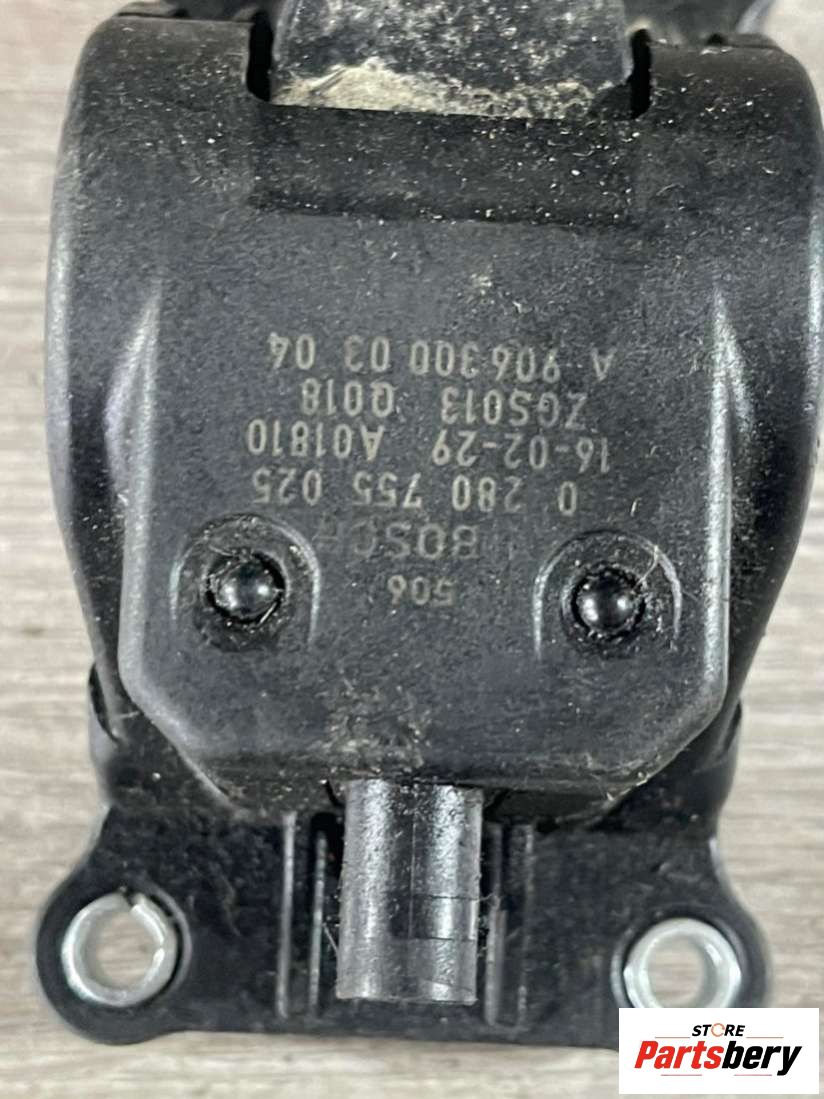 506
BOSCH
0 280 755 025
16-02-29 A01810
ZGS013 Q018
A 906 300 03 04
STORE
Partsbery